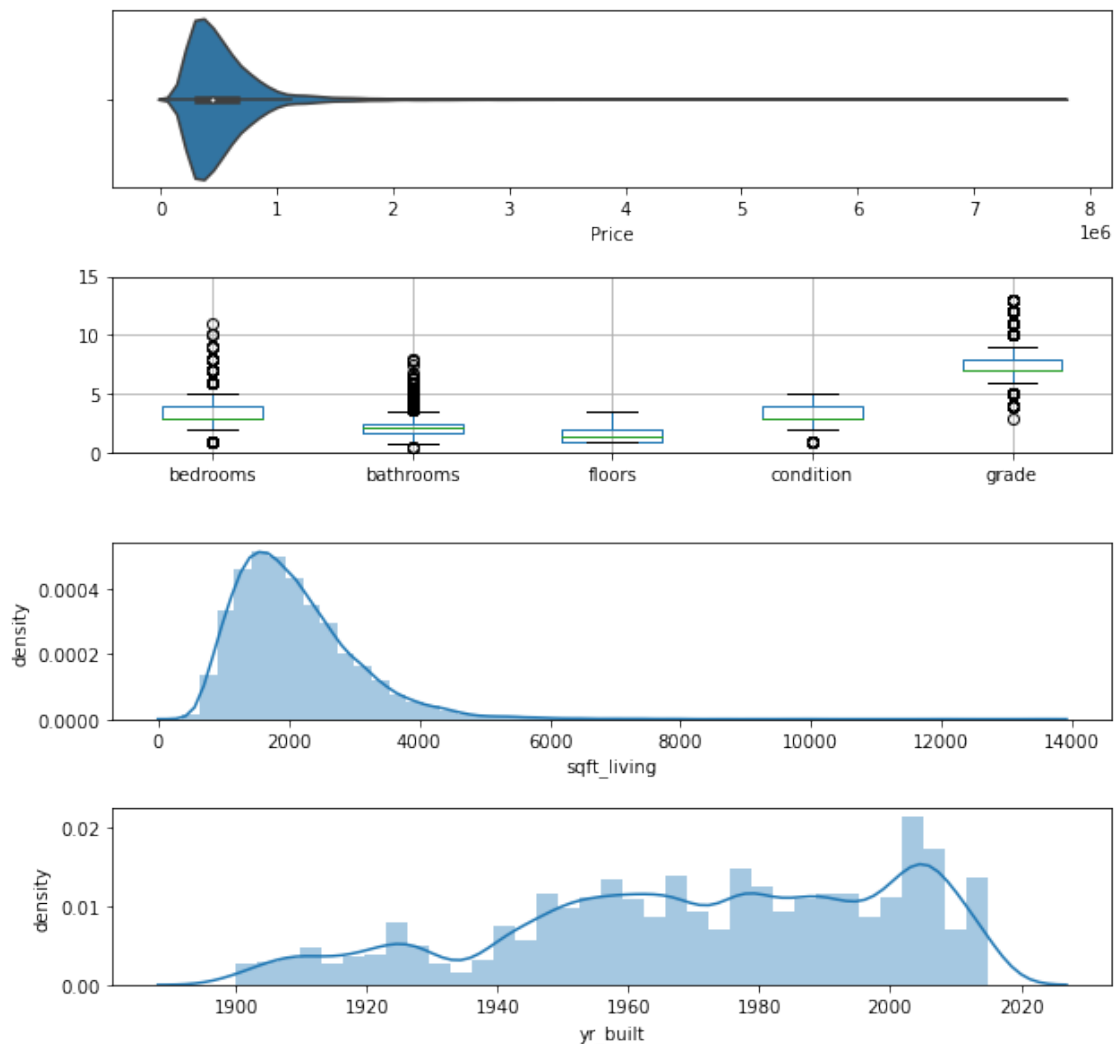 0 1 2 3 4 5 6 7 8
Price 1e6
15
10
5
0
bedrooms bathrooms floors condition grade
0.0004
0.0002
0.0000
density
0 2000 4000 6000 8000 10000 12000 14000
sqft_living
0.02
0.01
0.00
density
1900 1920 1940 1960 1980 2000 2020
yr_built